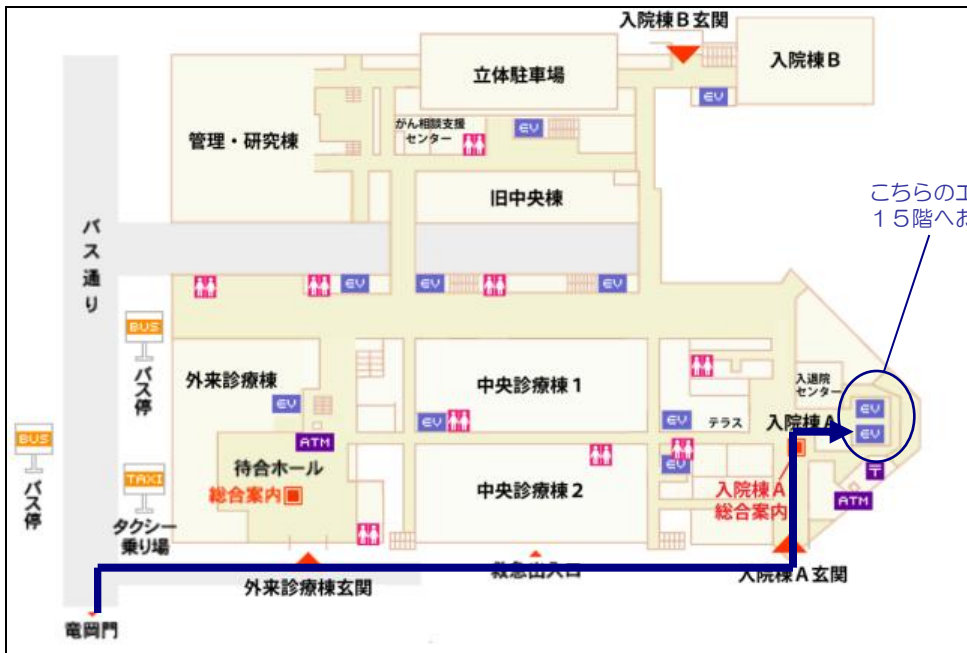 入院棟B玄関
立体駐車場
入院棟B
EV
がん相談支援
センター
EV
管理・研究棟
旧中央棟
こちらのエ
15階へお
バス通り
EV
EV
EV
BUS
バス停
外来診療棟
EV
中央診療棟1
入退院
センター
EV
EV
EV
EV
テラス
入院棟A
ATM
BUS
バス停
待合ホール
総合案内
中央診療棟2
EV
入院棟A
総合案内
〒
ATM
TAXI
タクシー
乗り場
外来診療棟玄関
救急出入口
入院棟A玄関
竜岡門